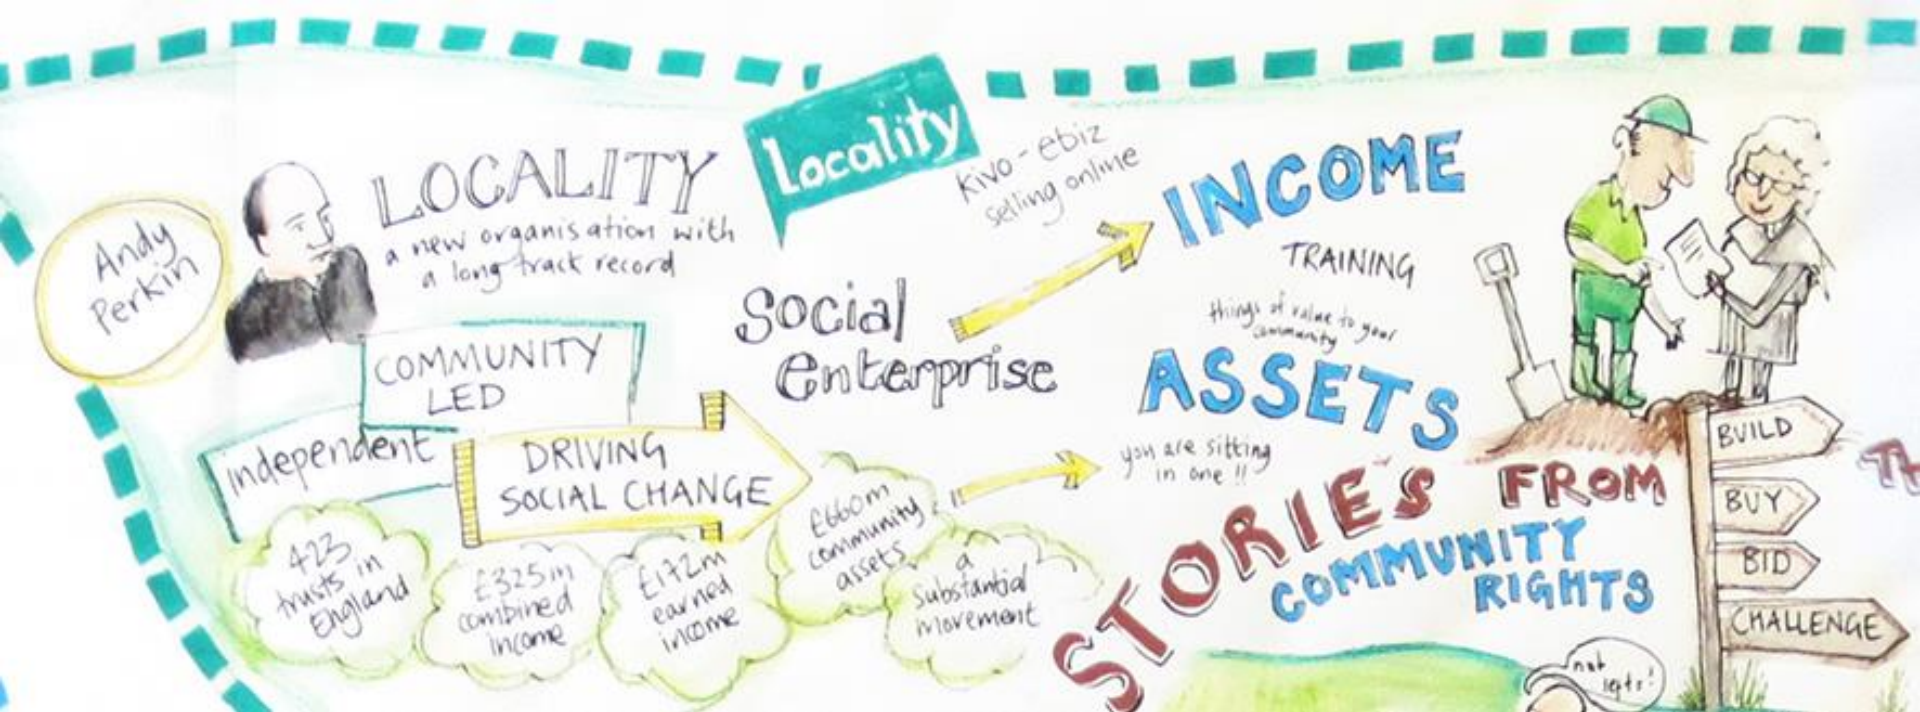 Andy
Perkin
LOCALITY
a new organisation with
a long track record
Locality
Kivo-ebiz
selling online
Social
enterprise
INCOME
TRAINING
things of value to your
community
ASSETS
you are sitting
in one !!
COMMUNITY
LED
independent
DRIVING
SOCIAL CHANGE
423
trusts in
England
£325m
combined
income
£172m
earned
income
£660m
community
assets
a
substantial
movement
STORIES FROM
COMMUNITY
RIGHTS
BUILD
BUY
BID
CHALLENGE
not